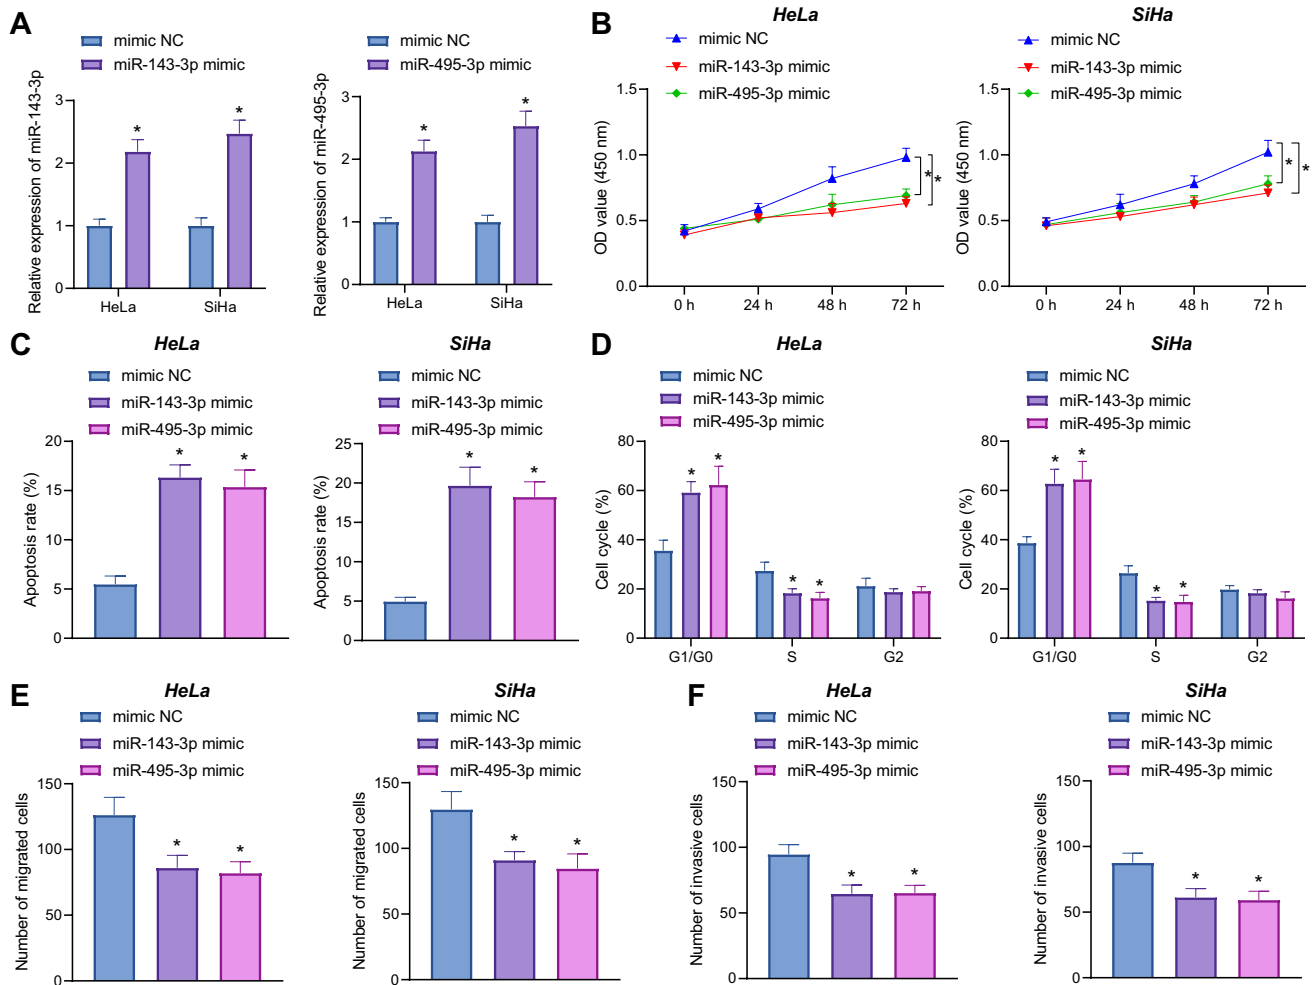 A
mimic NC
miR-143-3p mimic
Relative expression of miR-143-3p
3
2
1
0
*
*
HeLa
SiHa
mimic NC
miR-495-3p mimic
Relative expression of miR-495-3p
3
2
1
0
*
*
HeLa
SiHa
B
HeLa
mimic NC
miR-143-3p mimic
miR-495-3p mimic
OD value (450 nm)
1.5
1.0
0.5
0.0
* *
0 h
24 h
48 h
72 h
SiHa
mimic NC
miR-143-3p mimic
miR-495-3p mimic
OD value (450 nm)
1.5
1.0
0.5
0.0
* *
0 h
24 h
48 h
72 h
C
HeLa
mimic NC
miR-143-3p mimic
miR-495-3p mimic
Apoptosis rate (%)
20
15
10
5
0
*
*
SiHa
mimic NC
miR-143-3p mimic
miR-495-3p mimic
Apoptosis rate (%)
25
20
15
10
5
0
*
*
D
HeLa
mimic NC
miR-143-3p mimic
miR-495-3p mimic
Cell cycle (%)
80
60
40
20
0
* *
* *
G1/G0
S
G2
SiHa
mimic NC
miR-143-3p mimic
miR-495-3p mimic
Cell cycle (%)
80
60
40
20
0
* *
* *
G1/G0
S
G2
E
HeLa
mimic NC
miR-143-3p mimic
miR-495-3p mimic
Number of migrated cells
150
100
50
0
*
*
SiHa
mimic NC
miR-143-3p mimic
miR-495-3p mimic
Number of migrated cells
150
100
50
0
*
*
F
HeLa
mimic NC
miR-143-3p mimic
miR-495-3p mimic
Number of invasive cells
150
100
50
0
*
*
SiHa
mimic NC
miR-143-3p mimic
miR-495-3p mimic
Number of invasive cells
150
100
50
0
*
*